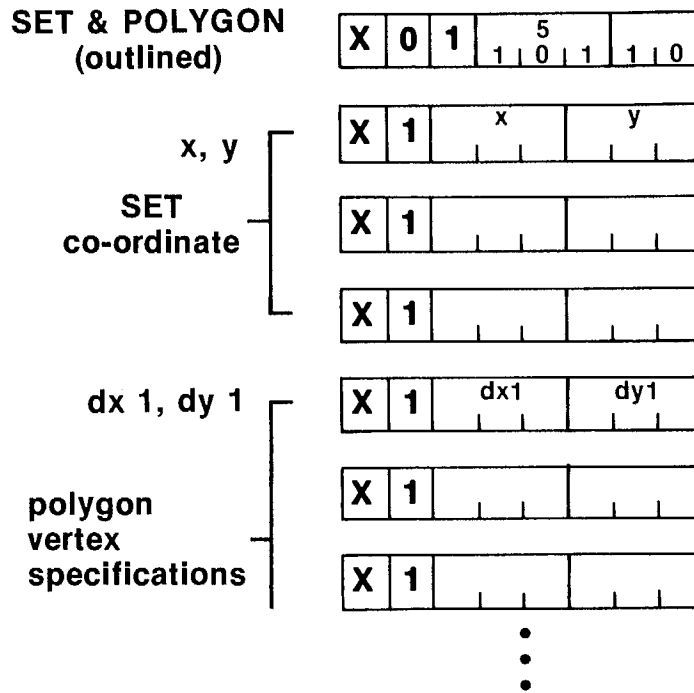 SET & POLYGON
(outlined)
X 0 1 5 1 0 1 1 0
x, y
X 1 x y
SET
co-ordinate
X 1
X 1
dx 1, dy 1
X 1 dx1 dy1
polygon
vertex
specifications
X 1
X 1